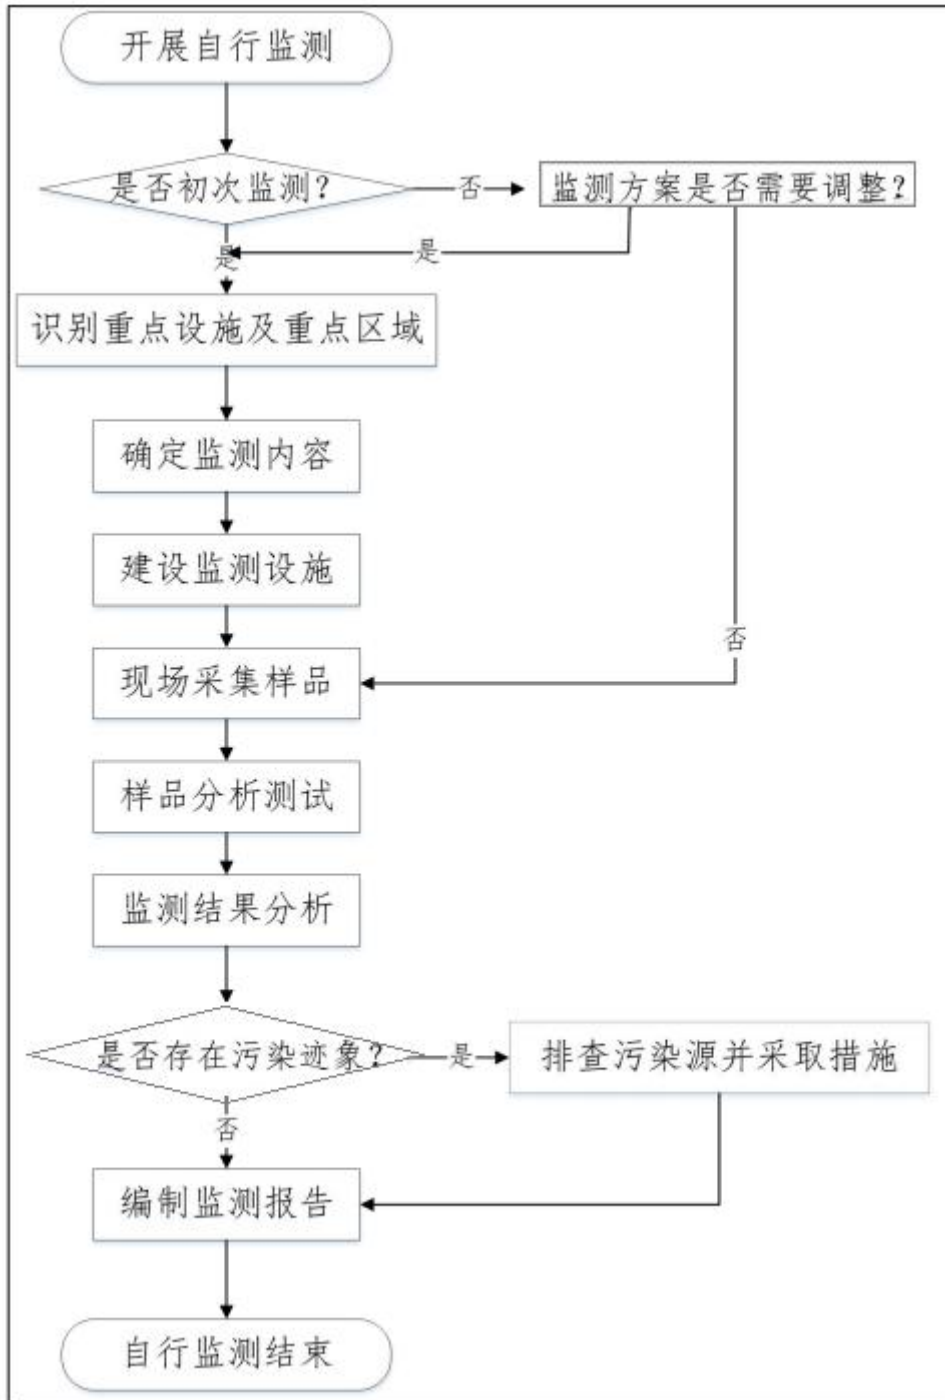 开展自行监测
是否初次监测？
否
监测方案是否需要调整？
是
是
识别重点设施及重点区域
确定监测内容
建设监测设施
否
现场采集样品
样品分析测试
监测结果分析
是否存在污染迹象？
是
排查污染源并采取措施
否
编制监测报告
自行监测结束